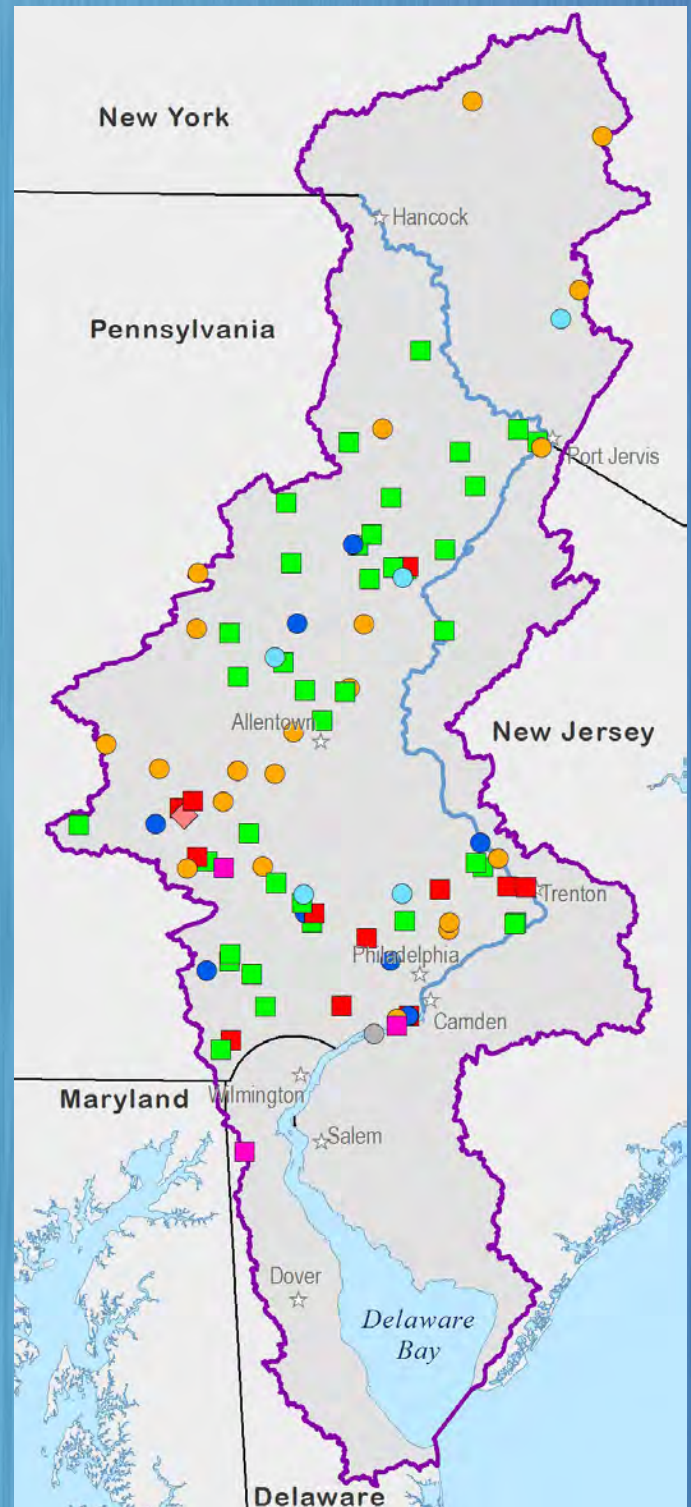 New York
Hancock
Pennsylvania
Port Jervis
New Jersey
Allentown
Trenton
Philadelphia
Camden
Maryland
Wilmington
Salem
Dover
Delaware
Bay
Delaware